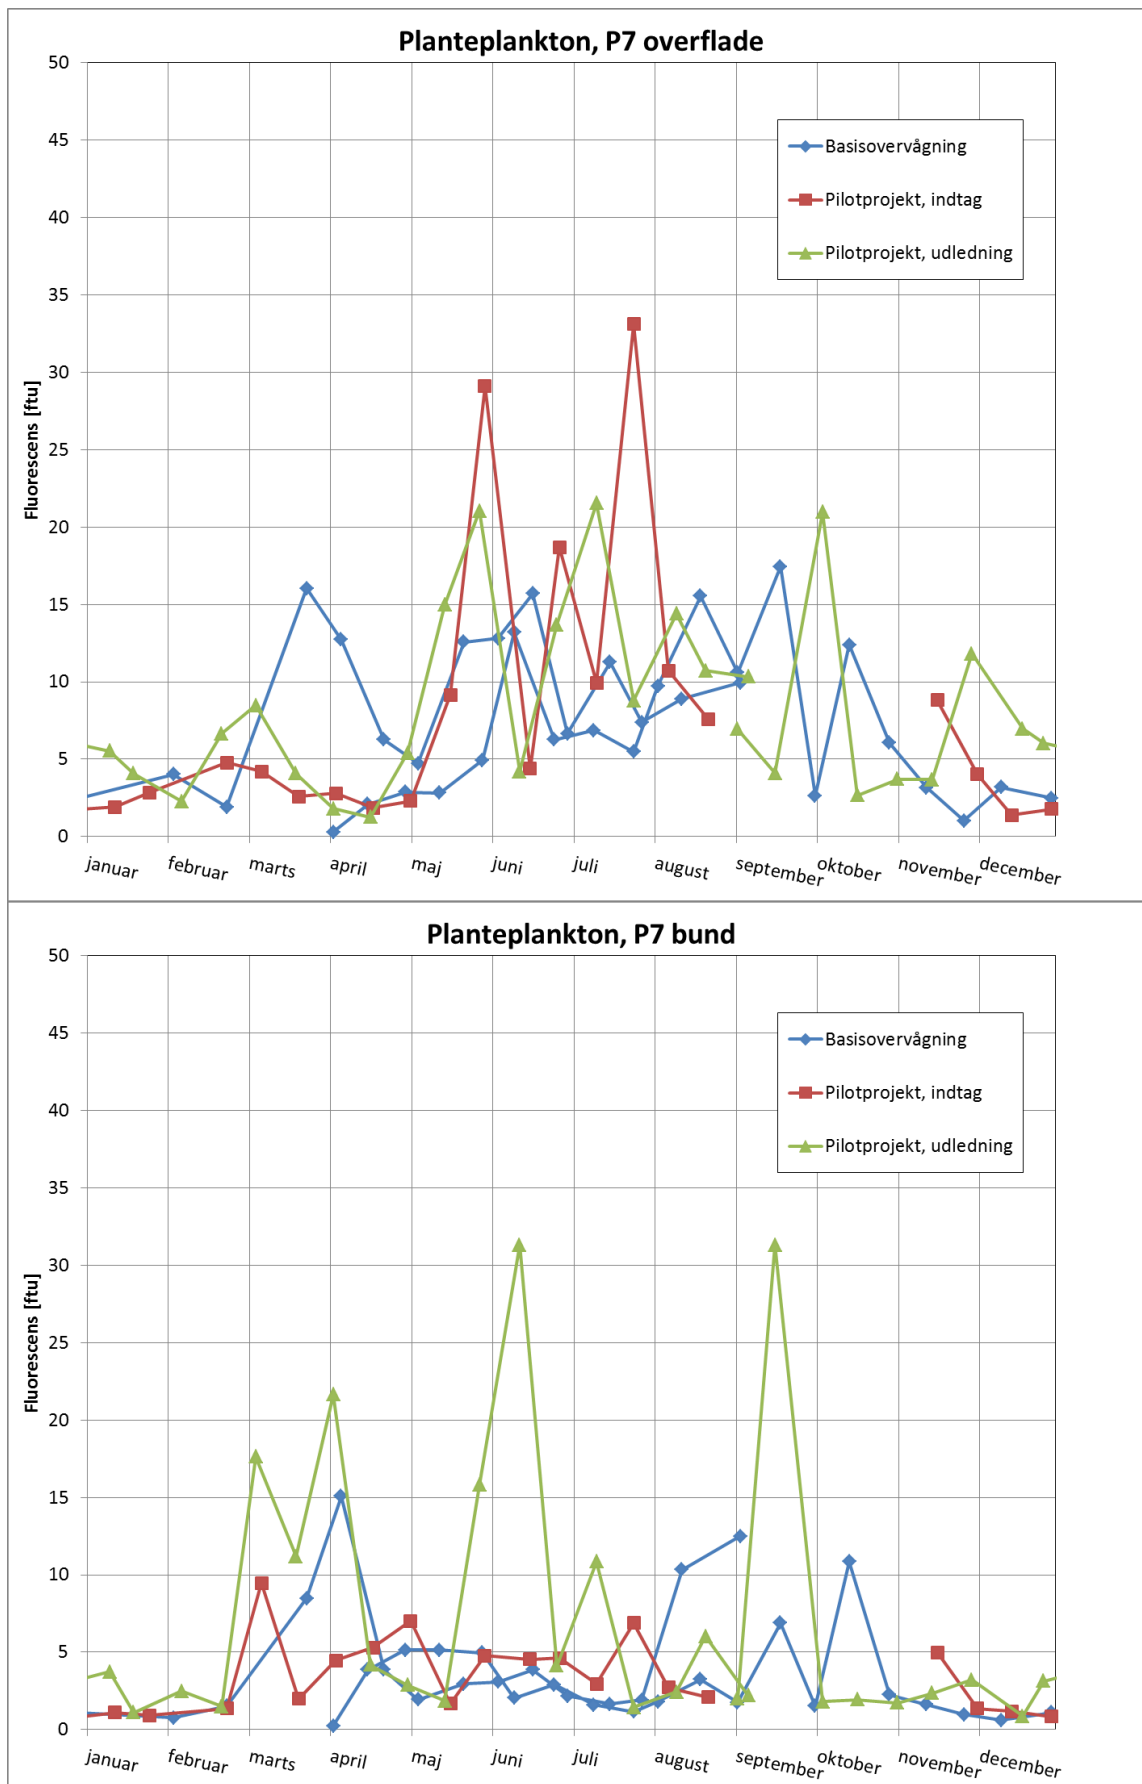 Planteplankton, P7 overflade
50
45
40
35
30
25
20
15
10
5
0
Fluorescens [ftu]
Basisovervågning
Pilotprojekt, indtag
Pilotprojekt, udledning
januar februar marts april maj juni juli august september oktober november december
Planteplankton, P7 bund
50
45
40
35
30
25
20
15
10
5
0
Fluorescens [ftu]
Basisovervågning
Pilotprojekt, indtag
Pilotprojekt, udledning
januar februar marts april maj juni juli august september oktober november december